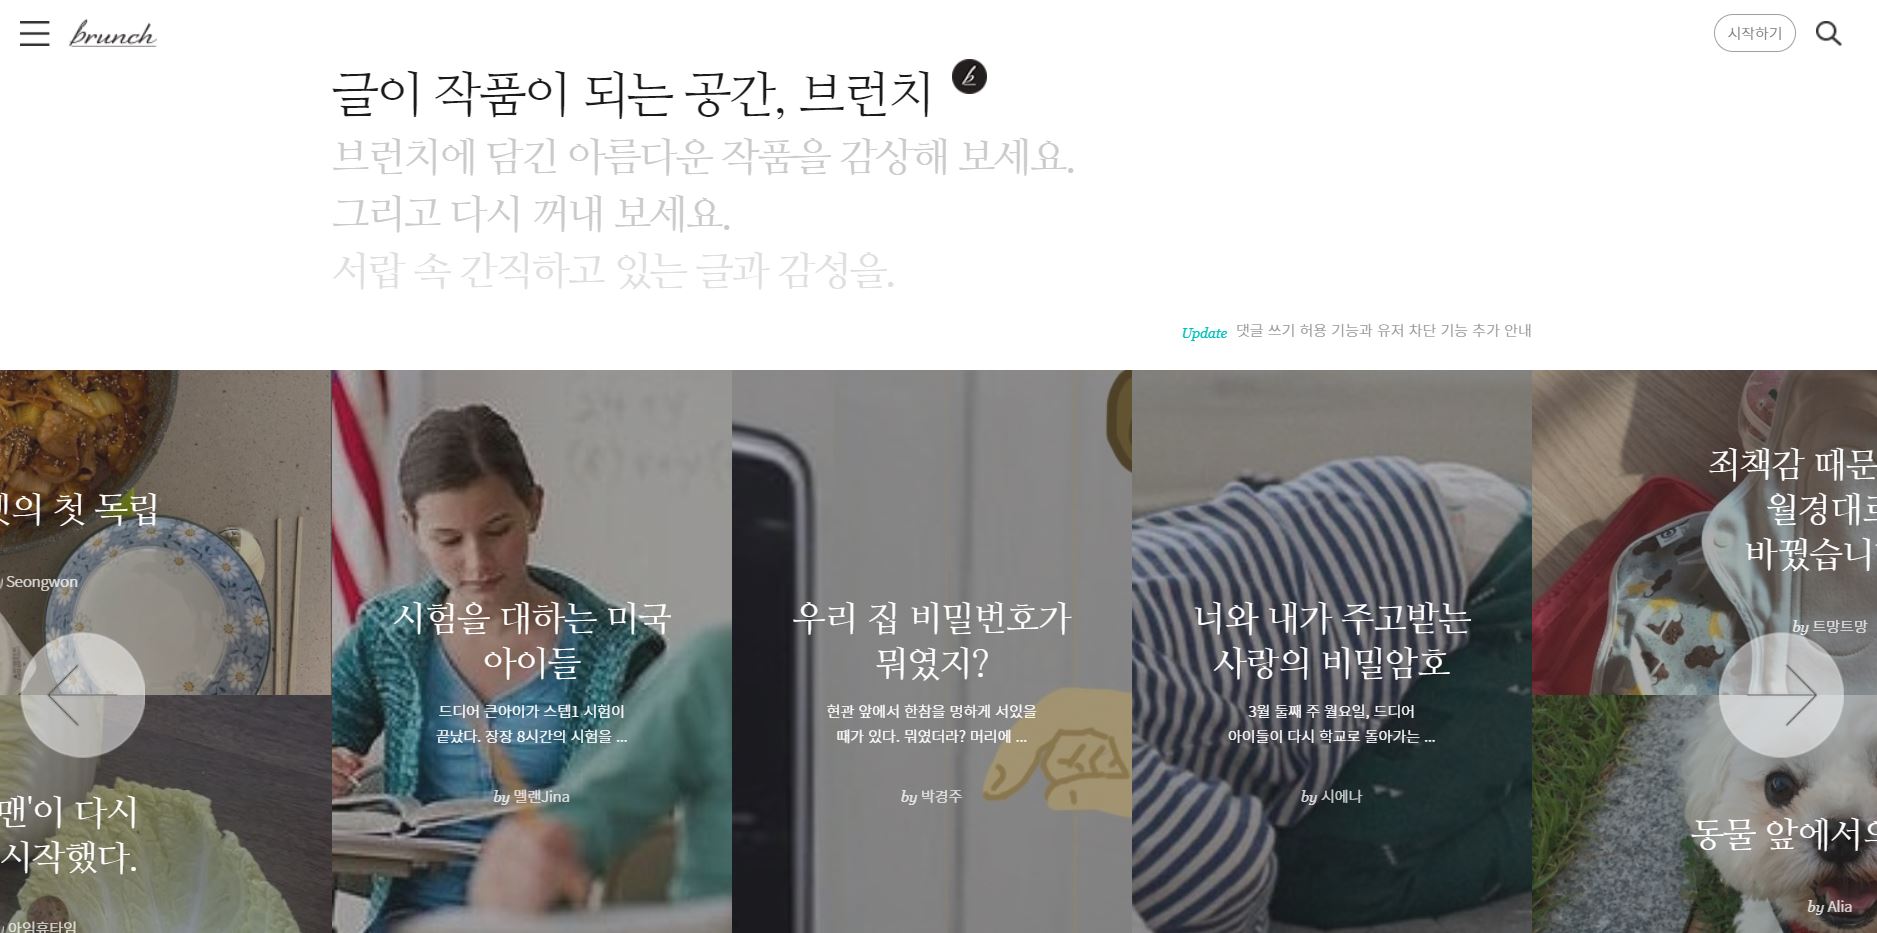 brunch
시작하기
글이 작품이 되는 공간, 브런치
b
브런치에 담긴 아름다운 작품을 감상해 보세요.
그리고 다시 꺼내 보세요.
서랍 속 간직하고 있는 글과 감성을.
Update 댓글 쓰기 허용 기능과 유저 차단 기능 추가 안내
첫 독립
Seongwon
맨'이 다시
시작했다.
아임휴타임
시험을 대하는 미국
아이들
드디어 큰아이가 스텝1 시험이
끝났다. 장장 8시간의 시험을 ...
by 멜랜Jina
우리 집 비밀번호가
뭐였지?
현관 앞에서 한참을 멍하게 서있을
때가 있다. 뭐였더라? 머리에 ...
by 박경주
너와 내가 주고받는
사랑의 비밀암호
3월 둘째 주 월요일, 드디어
아이들이 다시 학교로 돌아가는 ...
by 시에나
죄책감
월경대로
바꿨습니
by 트망트망
동물 앞에서의
by Alia